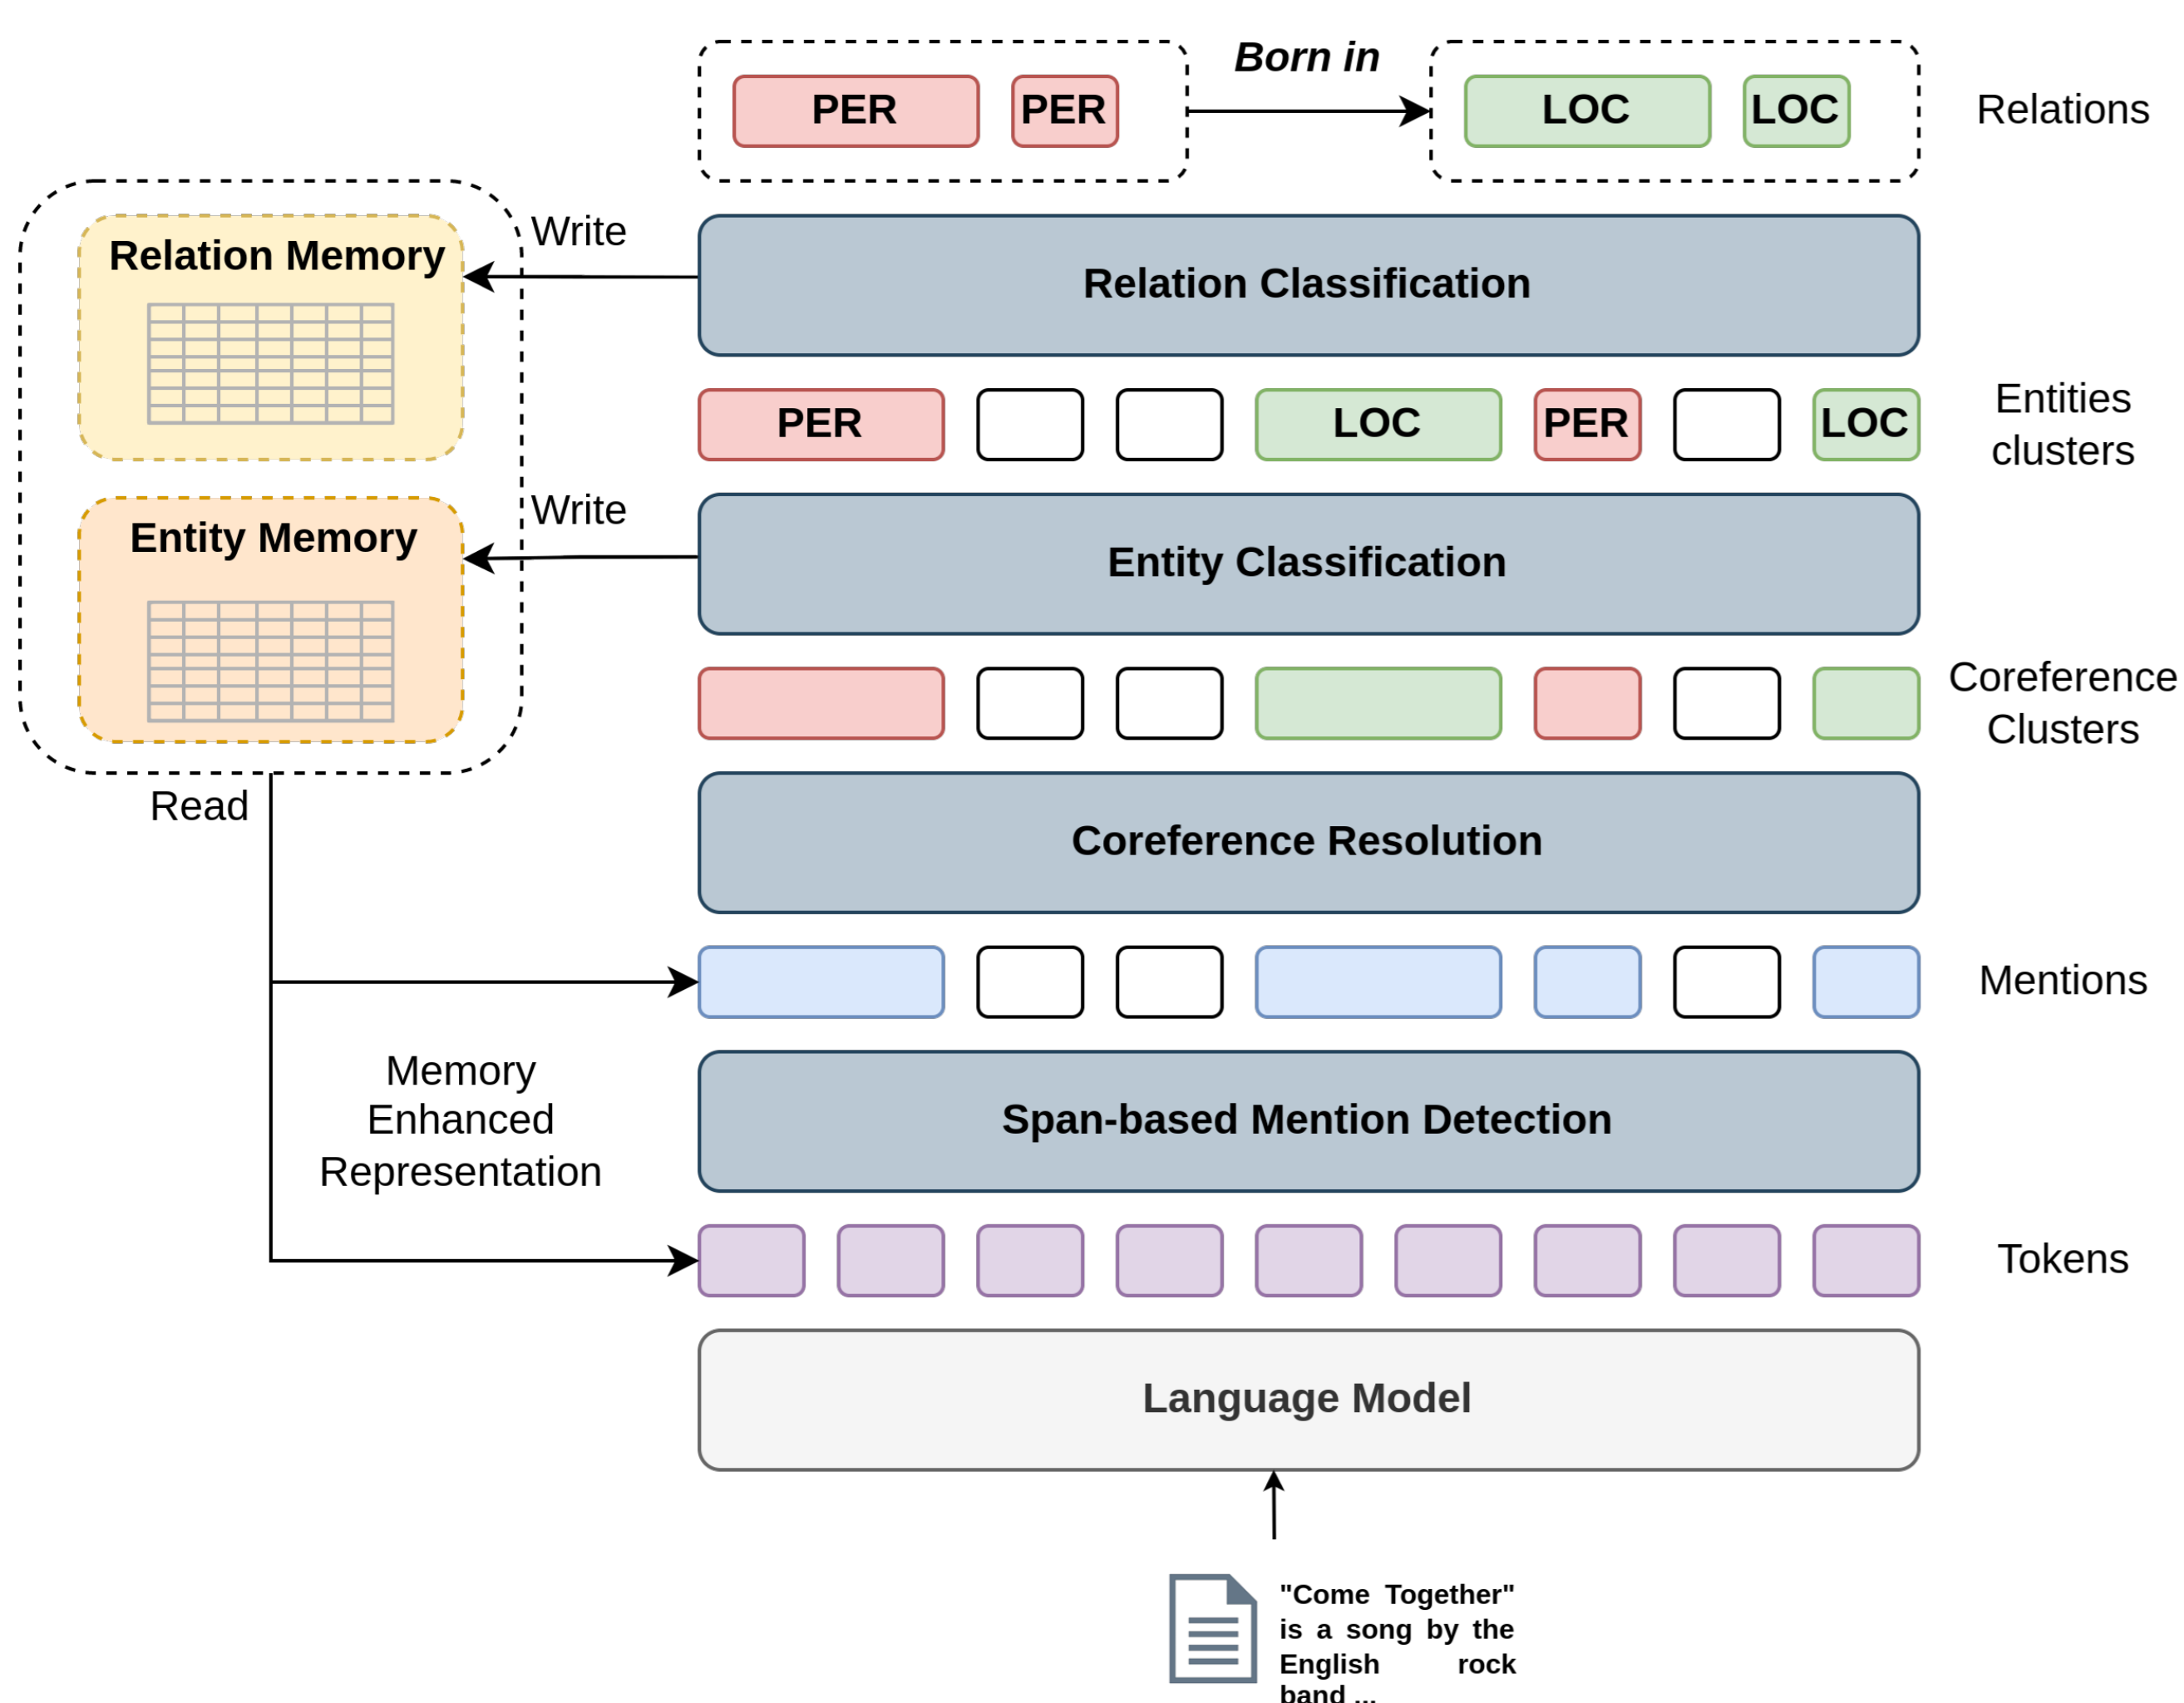 Born in
PER PER LOC LOC Relations
Write
Relation Memory
Relation Classification
PER LOC PER LOC
Entities
clusters
Write
Entity Memory
Entity Classification
Coreference
Clusters
Read
Coreference Resolution
Mentions
Memory
Enhanced
Representation
Span-based Mention Detection
Tokens
Language Model
"Come Together"
is a song by the
English rock
band ...